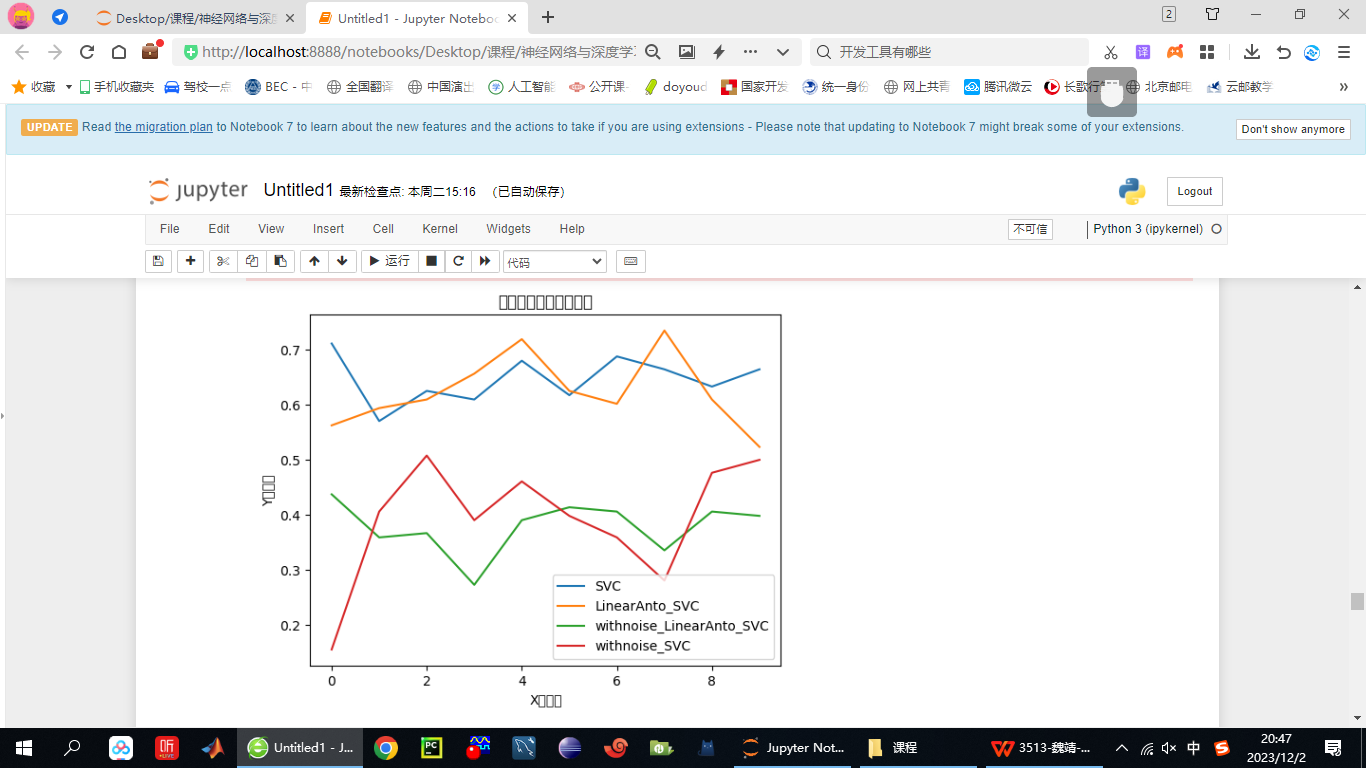 Desktop/课程/神经网络与深度
Untitled1 - Jupyter Notebo
2
http://localhost:8888/notebooks/Desktop/课程/神经网络与深度学
开发工具有哪些
译
收藏 手机收藏夹 驾校一点 BEC - 中 全国翻译 中国演出 人工智能 公开课 doyoud 国家开发 统一身份 网上共青 腾讯微云 长歌行 北京邮电 云邮教学
UPDATE Read the migration plan to Notebook 7 to learn about the new features and the actions to take if you are using extensions - Please note that updating to Notebook 7 might break some of your extensions.
Don't show anymore
jupyter Untitled1 最新检查点: 本周二15:16 (已自动保存)
Logout
File Edit View Insert Cell Kernel Widgets Help
不可信
Python 3 (ipykernel)
运行
代码
0.7
0.6
0.5
0.4
0.3
0.2
Y
SVC
LinearAnto_SVC
withnoise_LinearAnto_SVC
withnoise_SVC
0 2 4 6 8
X
听
LIVE
Untitled1 - J...
PC
Jupyter Not...
课程
3513-魏靖-...
中
20:47
2023/12/2